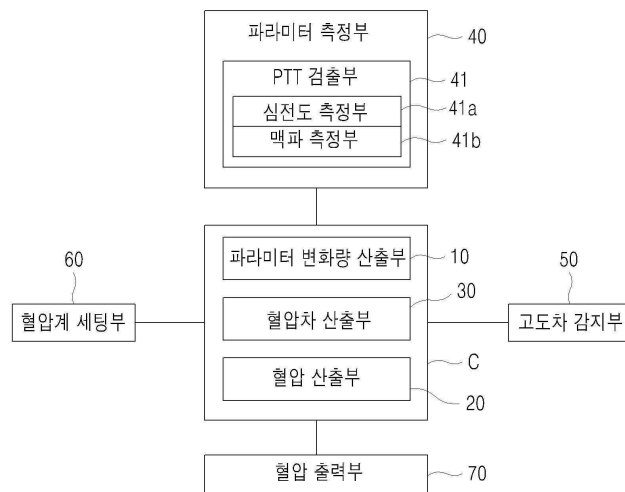 파라미터 측정부
40
PTT 검출부
41
심전도 측정부
41a
맥파 측정부
41b
60
파라미터 변화량 산출부
10
50
혈압계 세팅부
혈압차 산출부
30
고도차 감지부
혈압 산출부
C
20
혈압 출력부
70